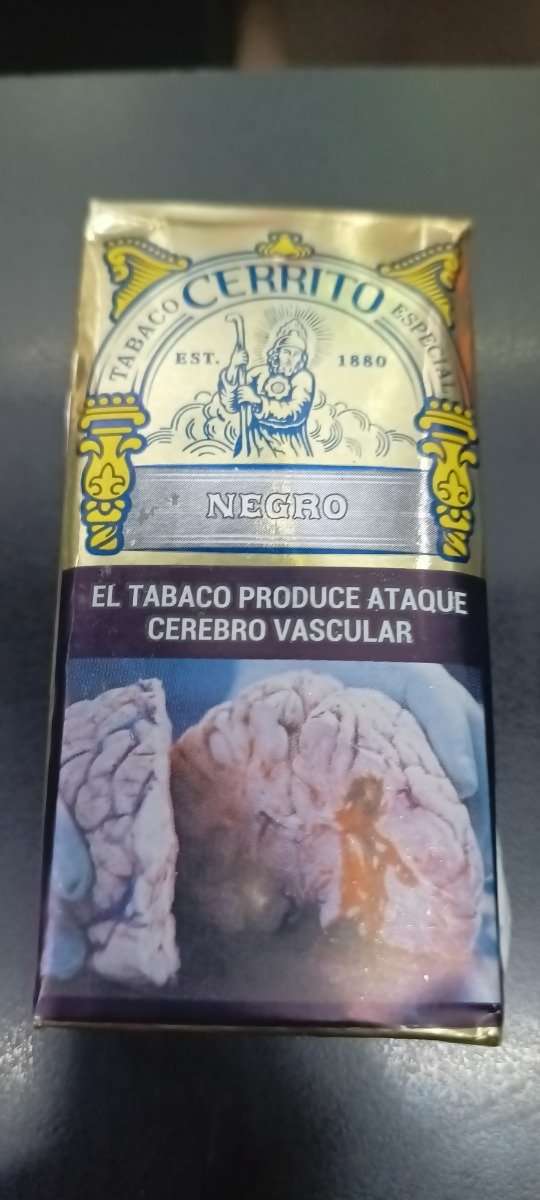 TABACO CERRITO ESPECIAL
EST. 1880
NEGRO
EL TABACO PRODUCE ATAQUE
CEREBRO VASCULAR